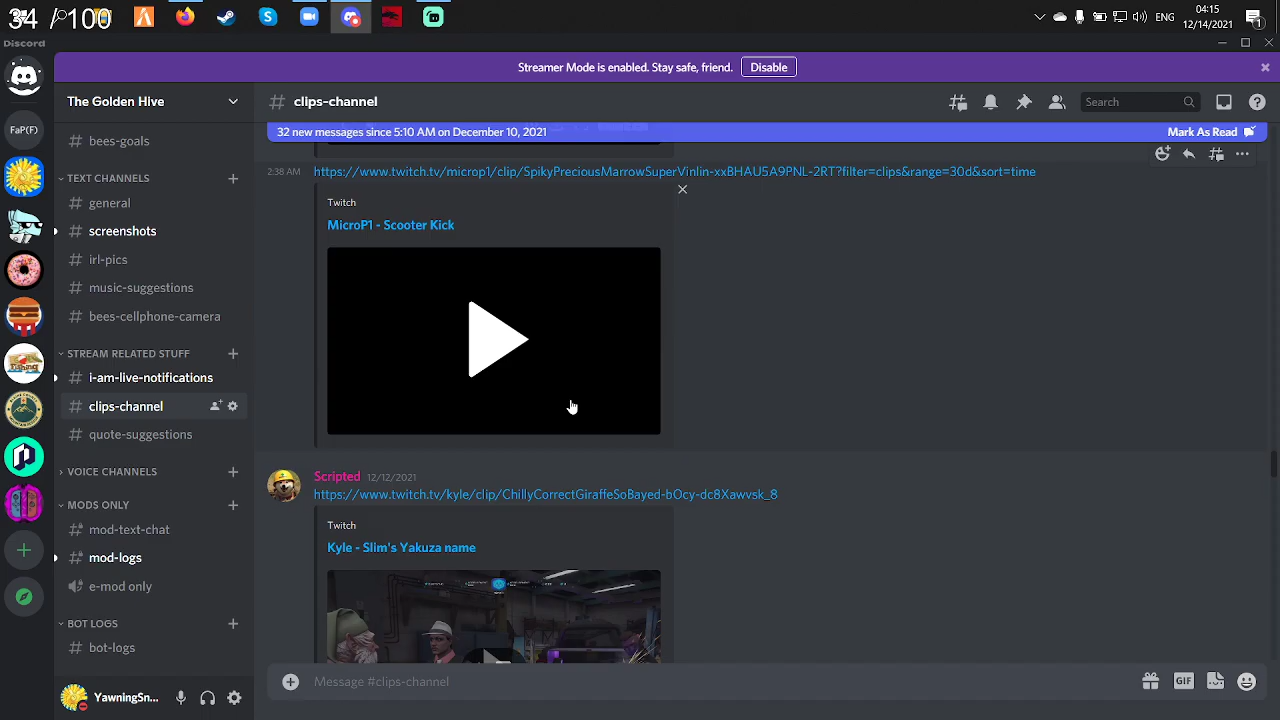 34 /100
04:15
ENG
12/14/2021
1
Discord
Streamer Mode is enabled. Stay safe, friend.
Disable
The Golden Hive
clips-channel
Search
32 new messages since 5:10 AM on December 10, 2021
Mark As Read
FaP(F)
bees-goals
TEXT CHANNELS
general
screenshots
irl-pics
music-suggestions
bees-cellphone-camera
STREAM RELATED STUFF
i-am-live-notifications
clips-channel
quote-suggestions
VOICE CHANNELS
MODS ONLY
mod-text-chat
mod-logs
e-mod only
BOT LOGS
bot-logs
YawningSn...
2:38 AM
https://www.twitch.tv/microp1/clip/SpikyPreciousMarrowSuperVinlin-xxBHAU5A9PNL-2RT?filter=clips&range=30d&sort=time
Twitch
MicroP1 - Scooter Kick
Scripted 12/12/2021
https://www.twitch.tv/kyle/clip/ChillyCorrectGiraffeSoBayed-bOcy-dc8Xawvsk_8
Twitch
Kyle - Slim's Yakuza name
Message #clips-channel
GIF